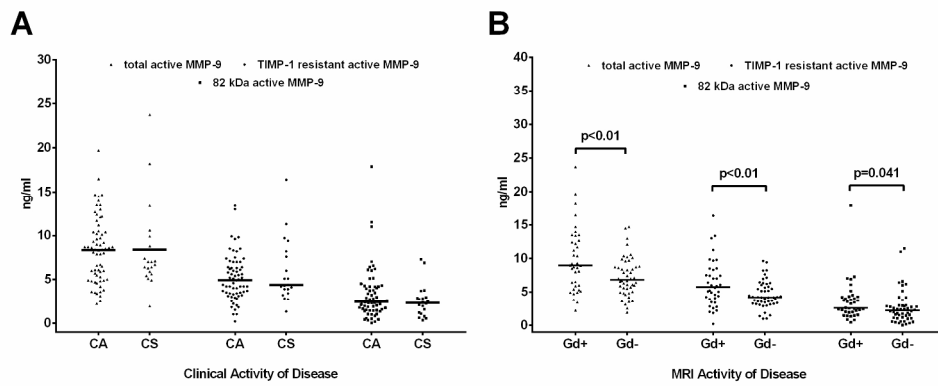 A
30
25
20
15
10
5
0
ng/ml
total active MMP-9
TIMP-1 resistant active MMP-9
82 kDa active MMP-9
CA CS CA CS CA CS
Clinical Activity of Disease
B
40
35
30
25
20
15
10
5
0
ng/ml
total active MMP-9
TIMP-1 resistant active MMP-9
82 kDa active MMP-9
p<0.01
p<0.01
p=0.041
Gd+ Gd- Gd+ Gd- Gd+ Gd-
MRI Activity of Disease